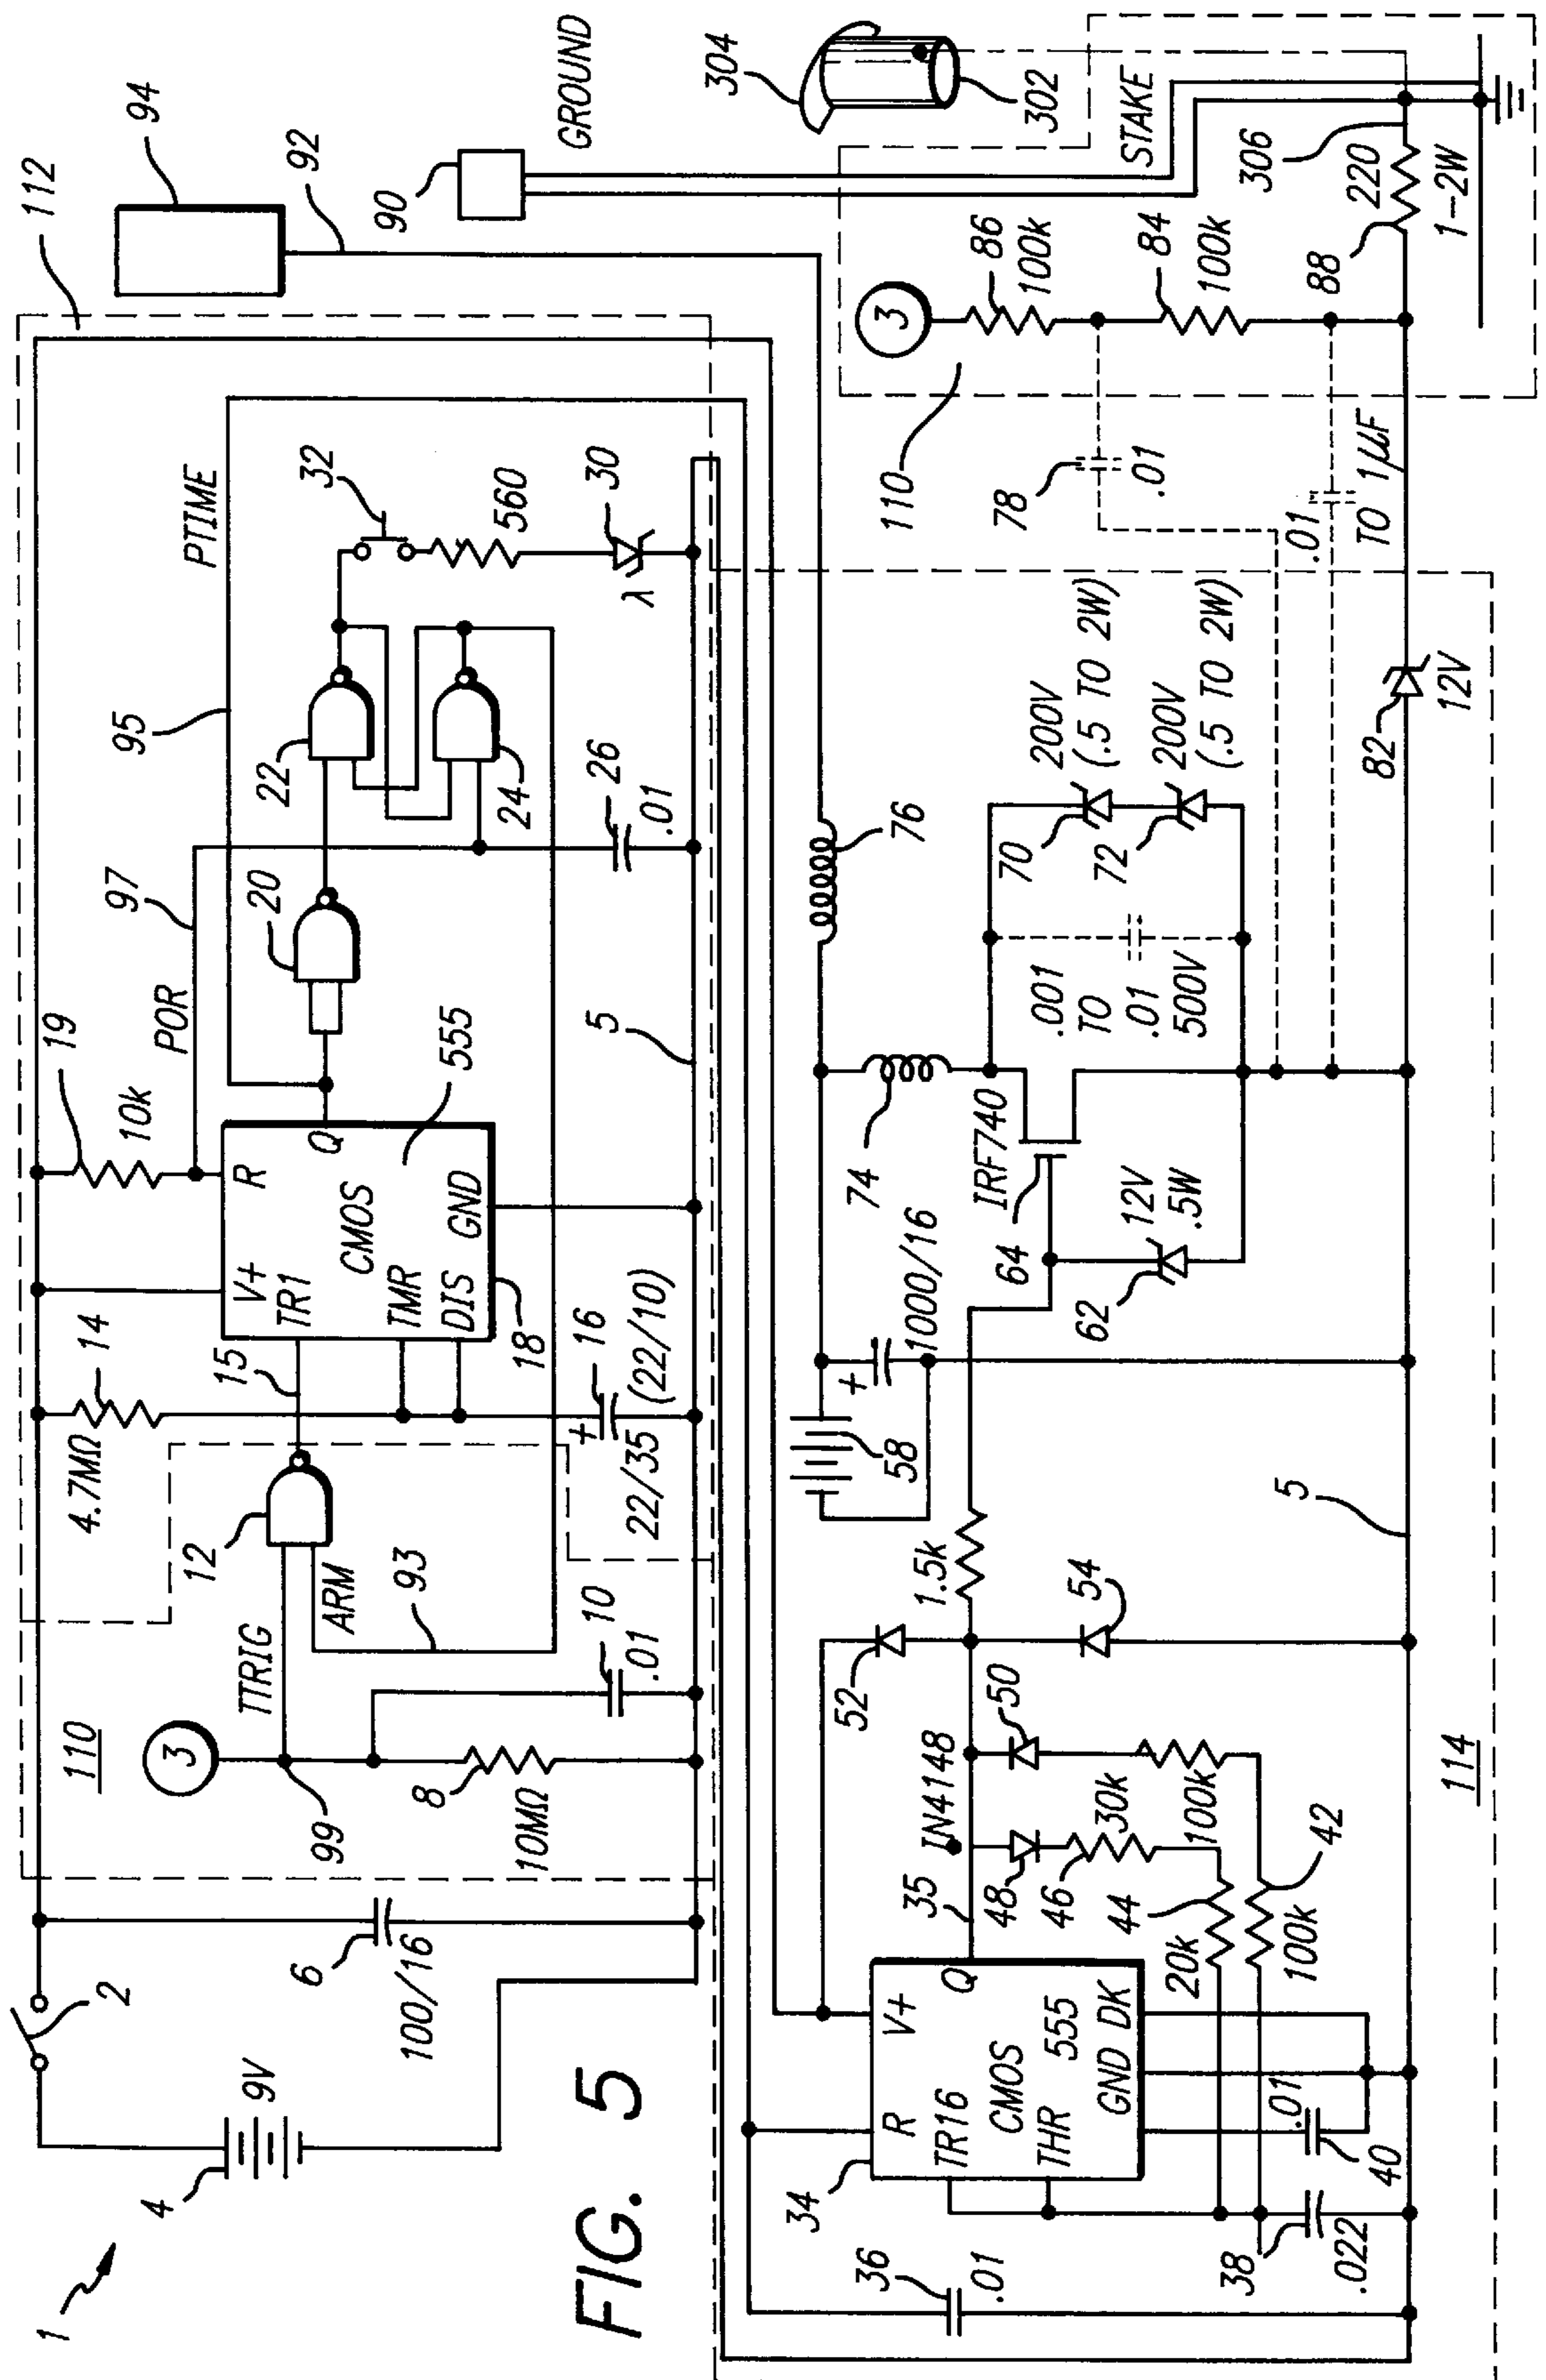 FIG. 5
1
4
9V
2
6
100/16
110
3
TTRIG
99
8
10MΩ
10
.01
ARM
93
12
4.7MΩ
14
15
16
22/35 (22/10)
V+
R
TR1
Q
CMOS
555
TMR
DIS
GND
18
19
10k
POR
97
20
95
22
24
26
.01
5
PTIME
32
560
30
λ
112
94
92
90
GROUND
304
302
STAKE
306
220
1-2W
88
86
100k
84
100k
3
110
78
.01
.01
TO 1μF
34
R
V+
TR16
Q
CMOS
555
THR
GND
DK
36
.01
38
.022
40
.01
35
IN4148
48
50
46
30k
44
20k
100k
42
100k
52
54
1.5k
58
1000/16
64
IRF740
62
12V
.5W
74
76
.001
TO
.01
500V
70
200V
(.5 TO 2W)
72
200V
(.5 TO 2W)
82
12V
5
114